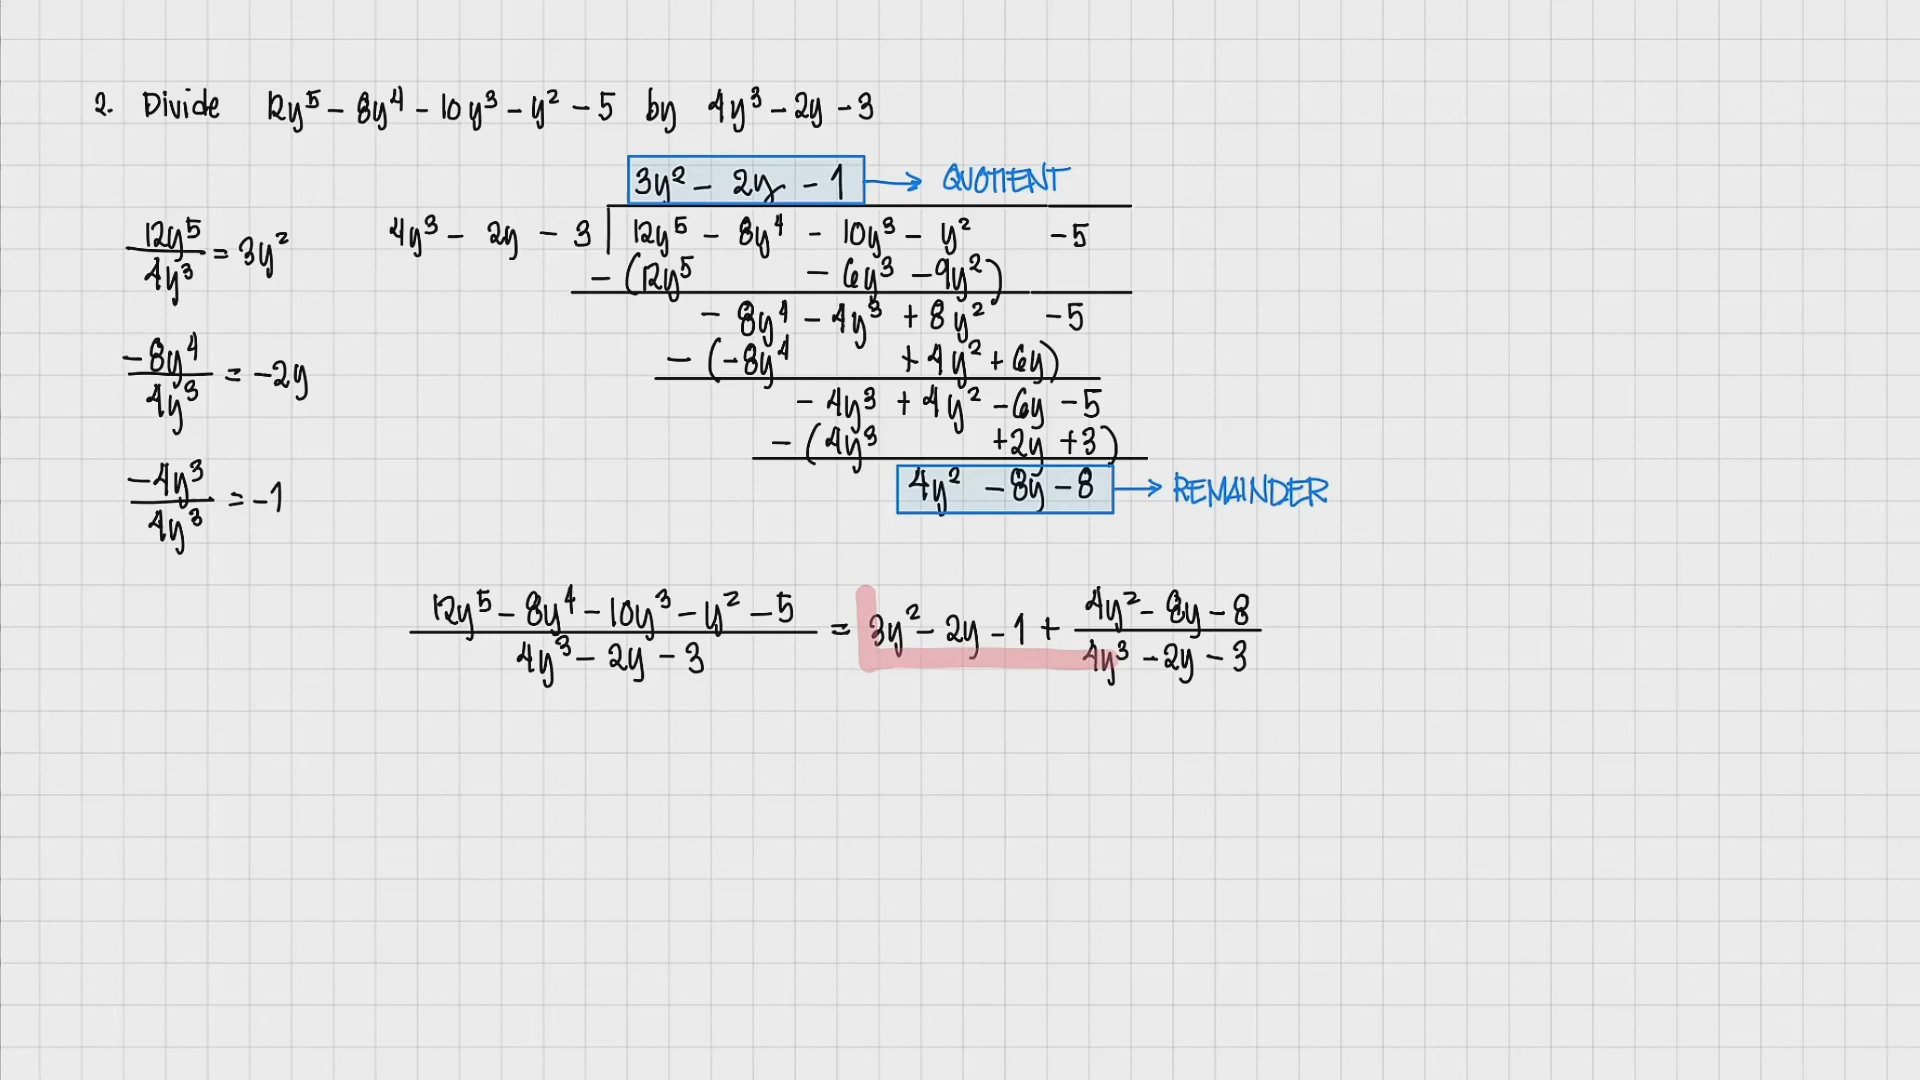 2. Divide 12y⁵ - 8y⁴ - 10y³ - y² - 5 by 4y³ - 2y - 3
3y² - 2y - 1 → QUOTIENT
12y⁵/4y³ = 3y²
4y³ - 2y - 3 | 12y⁵ - 8y⁴ - 10y³ - y² - 5
- (12y⁵ - 6y³ - 9y²)
- 8y⁴ - 4y³ + 8y² - 5
-8y⁴/4y³ = -2y
- (-8y⁴ + 4y² + 6y)
- 4y³ + 4y² - 6y - 5
- (4y³ + 2y + 3)
-4y³/4y³ = -1
4y² - 8y - 8 → REMAINDER
12y⁵ - 8y⁴ - 10y³ - y² - 5 / 4y³ - 2y - 3 = 3y² - 2y - 1 + 4y² - 8y - 8 / 4y³ - 2y - 3